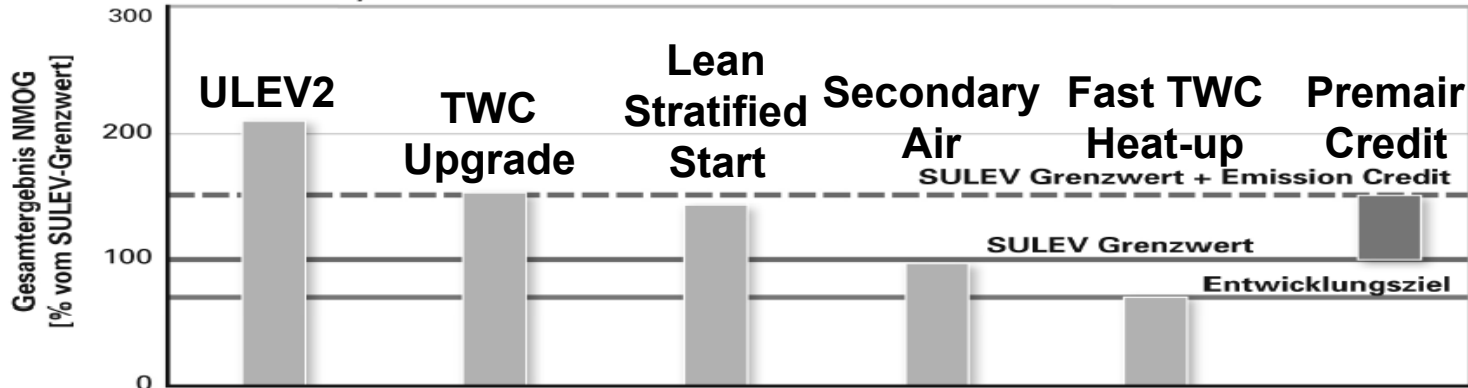 Gesamtergebnis NMOG
[% vom SULEV-Grenzwert]
300
200
100
0
ULEV2
TWC
Upgrade
Lean
Stratified
Start
Secondary
Air
Fast TWC
Heat-up
Premair
Credit
SULEV Grenzwert + Emission Credit
SULEV Grenzwert
Entwicklungsziel